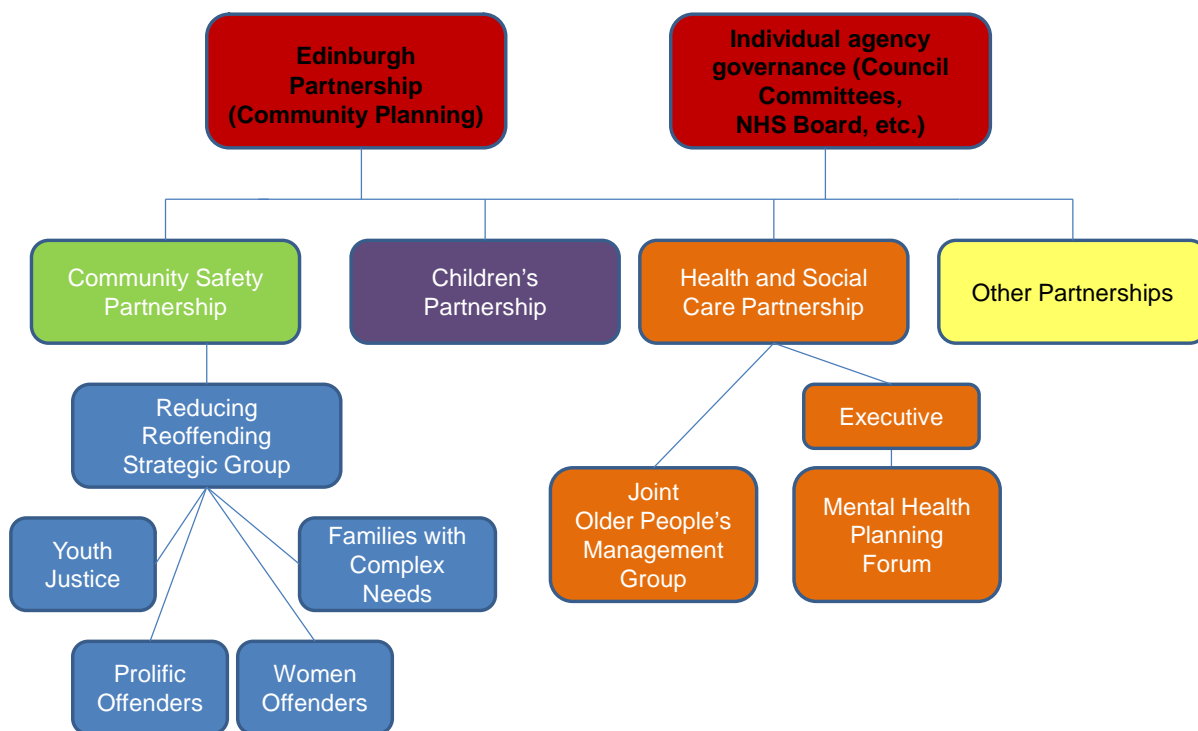 Edinburgh
Partnership
(Community Planning)
Individual agency
governance (Council
Committees,
NHS Board, etc.)
Community Safety
Partnership
Children’s
Partnership
Health and Social
Care Partnership
Other Partnerships
Reducing
Reoffending
Strategic Group
Executive
Youth
Justice
Families with
Complex
Needs
Joint
Older People’s
Management
Group
Mental Health
Planning
Forum
Prolific
Offenders
Women
Offenders